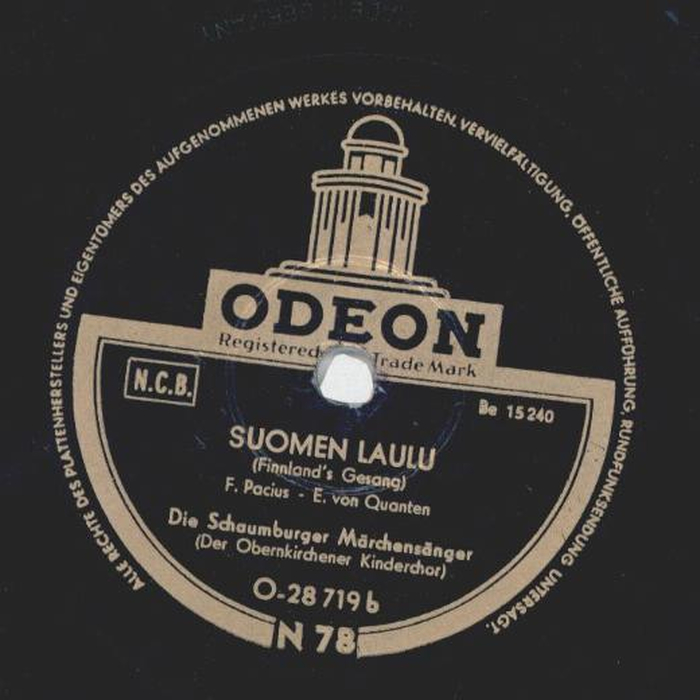 ALLE RECHTE DES PLATTENHERSTELLERS UND EIGENTÜMERS DES AUFGENOMMENEN WERKES VORBEHALTEN. VERVIELFÄLTIGUNG, ÖFFENTLICHE AUFFÜHRUNG, RUNDFUNKSENDUNG UNTERSAGT.
ODEON
Registered Trade Mark
N.C.B.
Be 15 240
SUOMEN LAULU
(Finnland's Gesang)
F. Pacius - E. von Quanten
Die Schaumburger Märchensänger
(Der Obernkirchener Kinderchor)
O-28 719 b
N 78